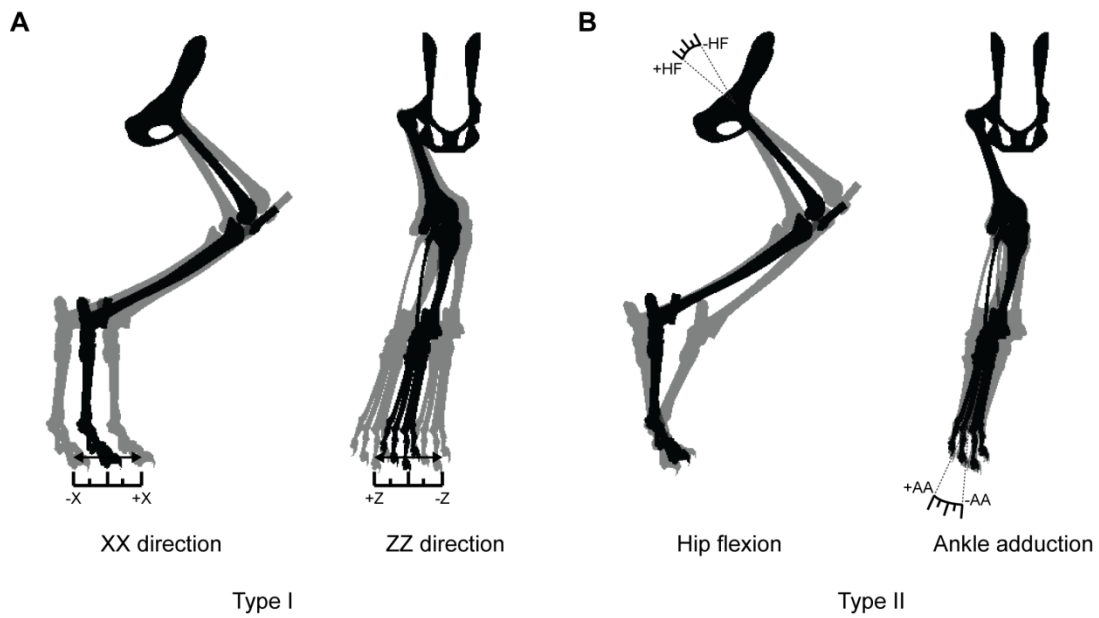 A
B
-HF
+HF
-X
+X
+Z
-Z
+AA
-AA
XX direction
ZZ direction
Hip flexion
Ankle adduction
Type I
Type II